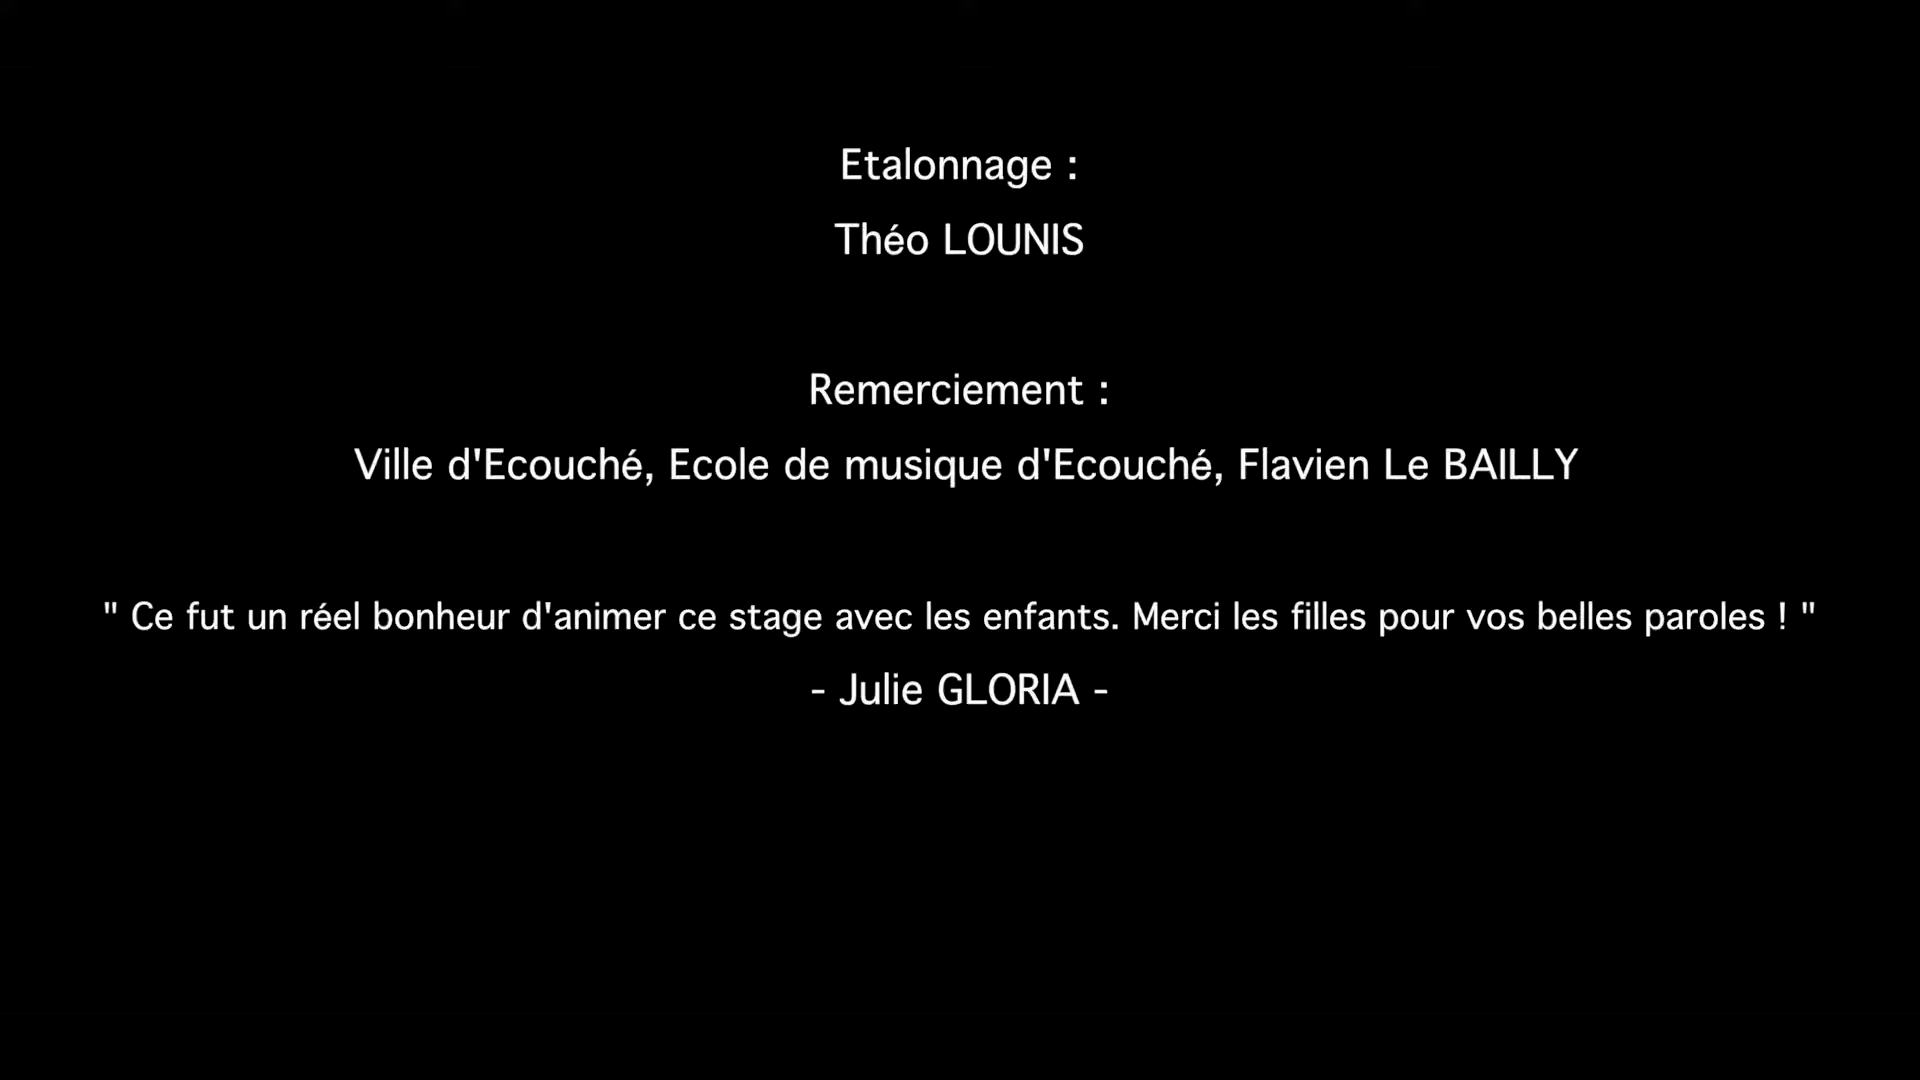 Etalonnage :
Théo LOUNIS
Remerciement :
Ville d'Ecouché, Ecole de musique d'Ecouché, Flavien Le BAILLY
" Ce fut un réel bonheur d'animer ce stage avec les enfants. Merci les filles pour vos belles paroles ! "
- Julie GLORIA -